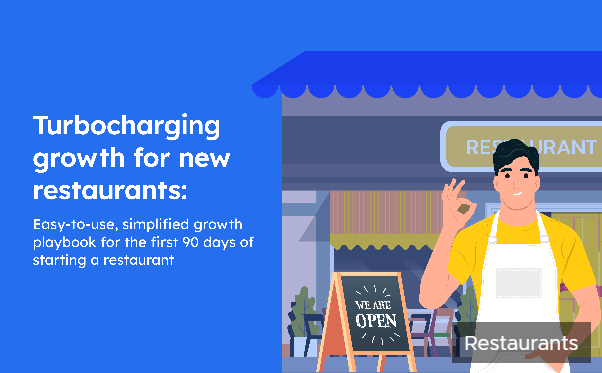 Turbocharging
growth for new
restaurants:
Easy-to-use, simplified growth
playbook for the first 90 days of
starting a restaurant
RESTAURANT
WE ARE
OPEN
Restaurants